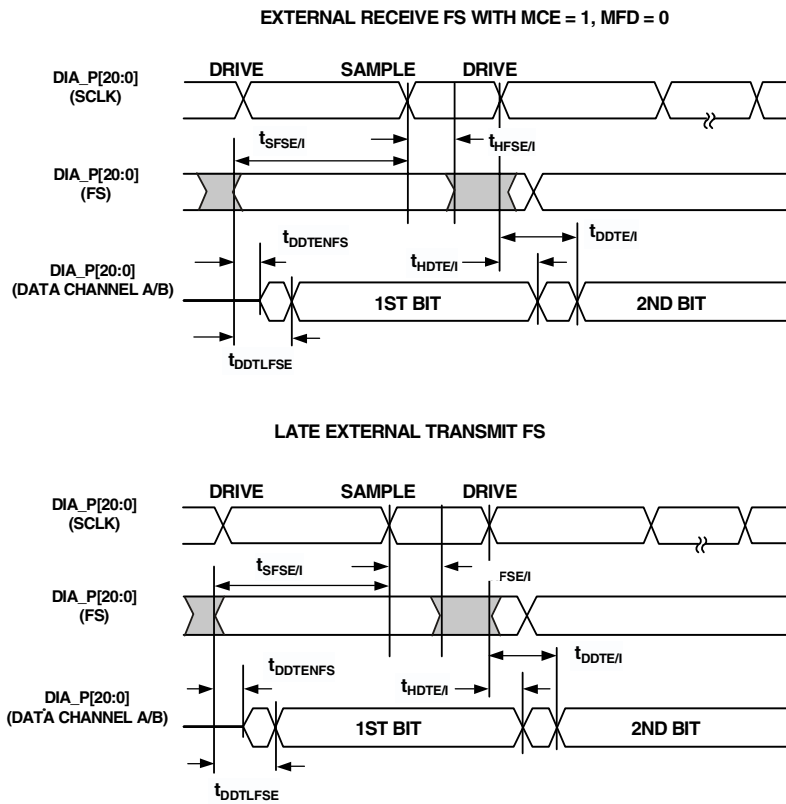 EXTERNAL RECEIVE FS WITH MCE = 1, MFD = 0
DIA_P[20:0]
(SCLK)
DRIVE SAMPLE DRIVE
tSFSE/I tHFSE/I
DIA_P[20:0]
(FS)
tDDTENFS tHDTE/I tDDTE/I
DIA_P[20:0]
(DATA CHANNEL A/B)
1ST BIT 2ND BIT
tDDTLFSE
LATE EXTERNAL TRANSMIT FS
DIA_P[20:0]
(SCLK)
DRIVE SAMPLE DRIVE
tSFSE/I FSE/I
DIA_P[20:0]
(FS)
tDDTENFS tHDTE/I tDDTE/I
DIA_P[20:0]
(DATA CHANNEL A/B)
1ST BIT 2ND BIT
tDDTLFSE